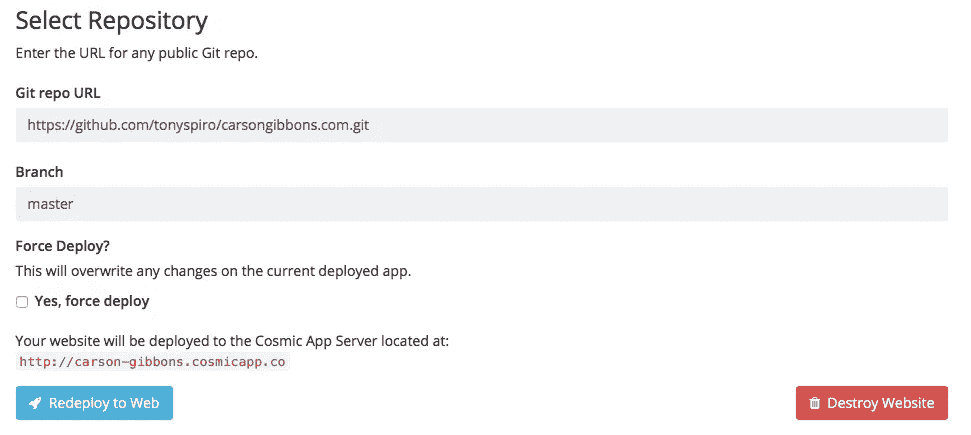 Select Repository
Enter the URL for any public Git repo.
Git repo URL
https://github.com/tonyspiro/carsongibbons.com.git
Branch
master
Force Deploy?
This will overwrite any changes on the current deployed app.
Yes, force deploy
Your website will be deployed to the Cosmic App Server located at:
http://carson-gibbons.cosmicapp.co
Redeploy to Web
Destroy Website